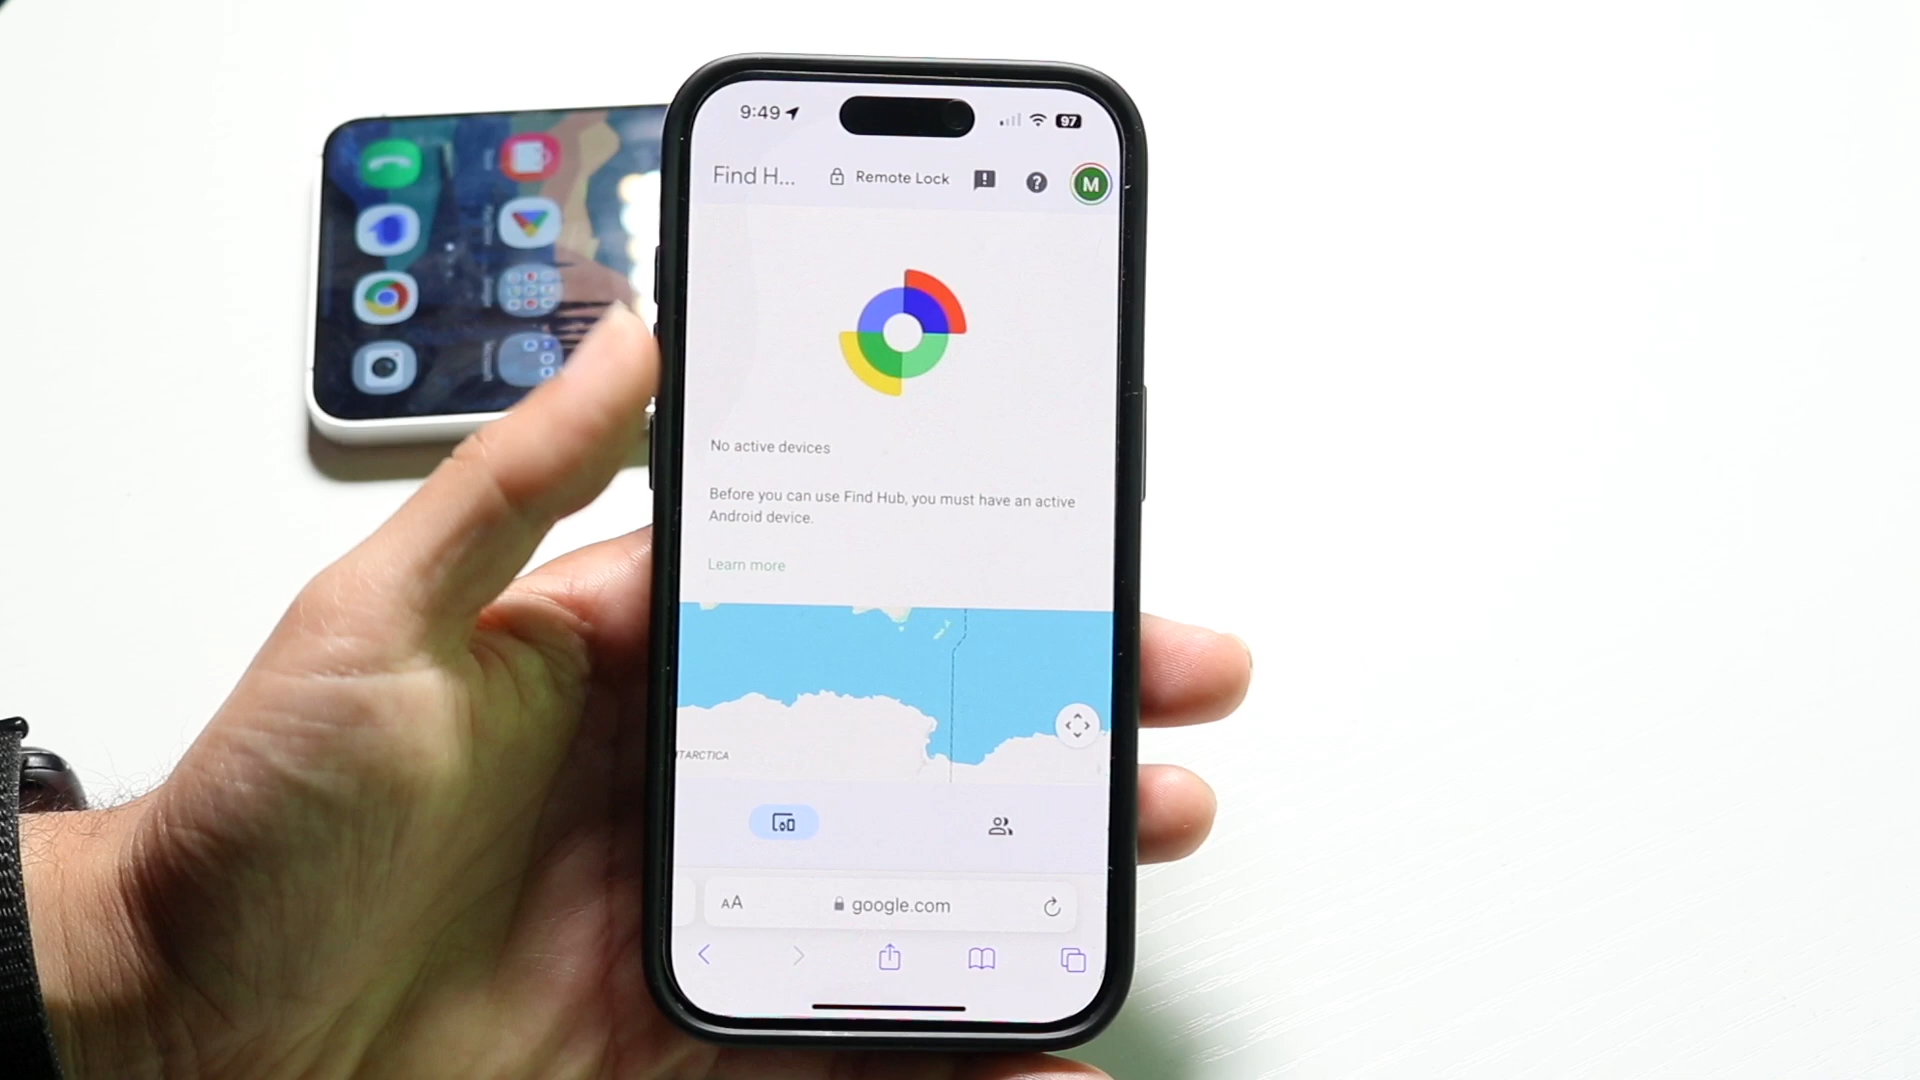 9:49
97
Find H...
Remote Lock
M
No active devices
Before you can use Find Hub, you must have an active
Android device.
Learn more
TARCTICA
AA
google.com